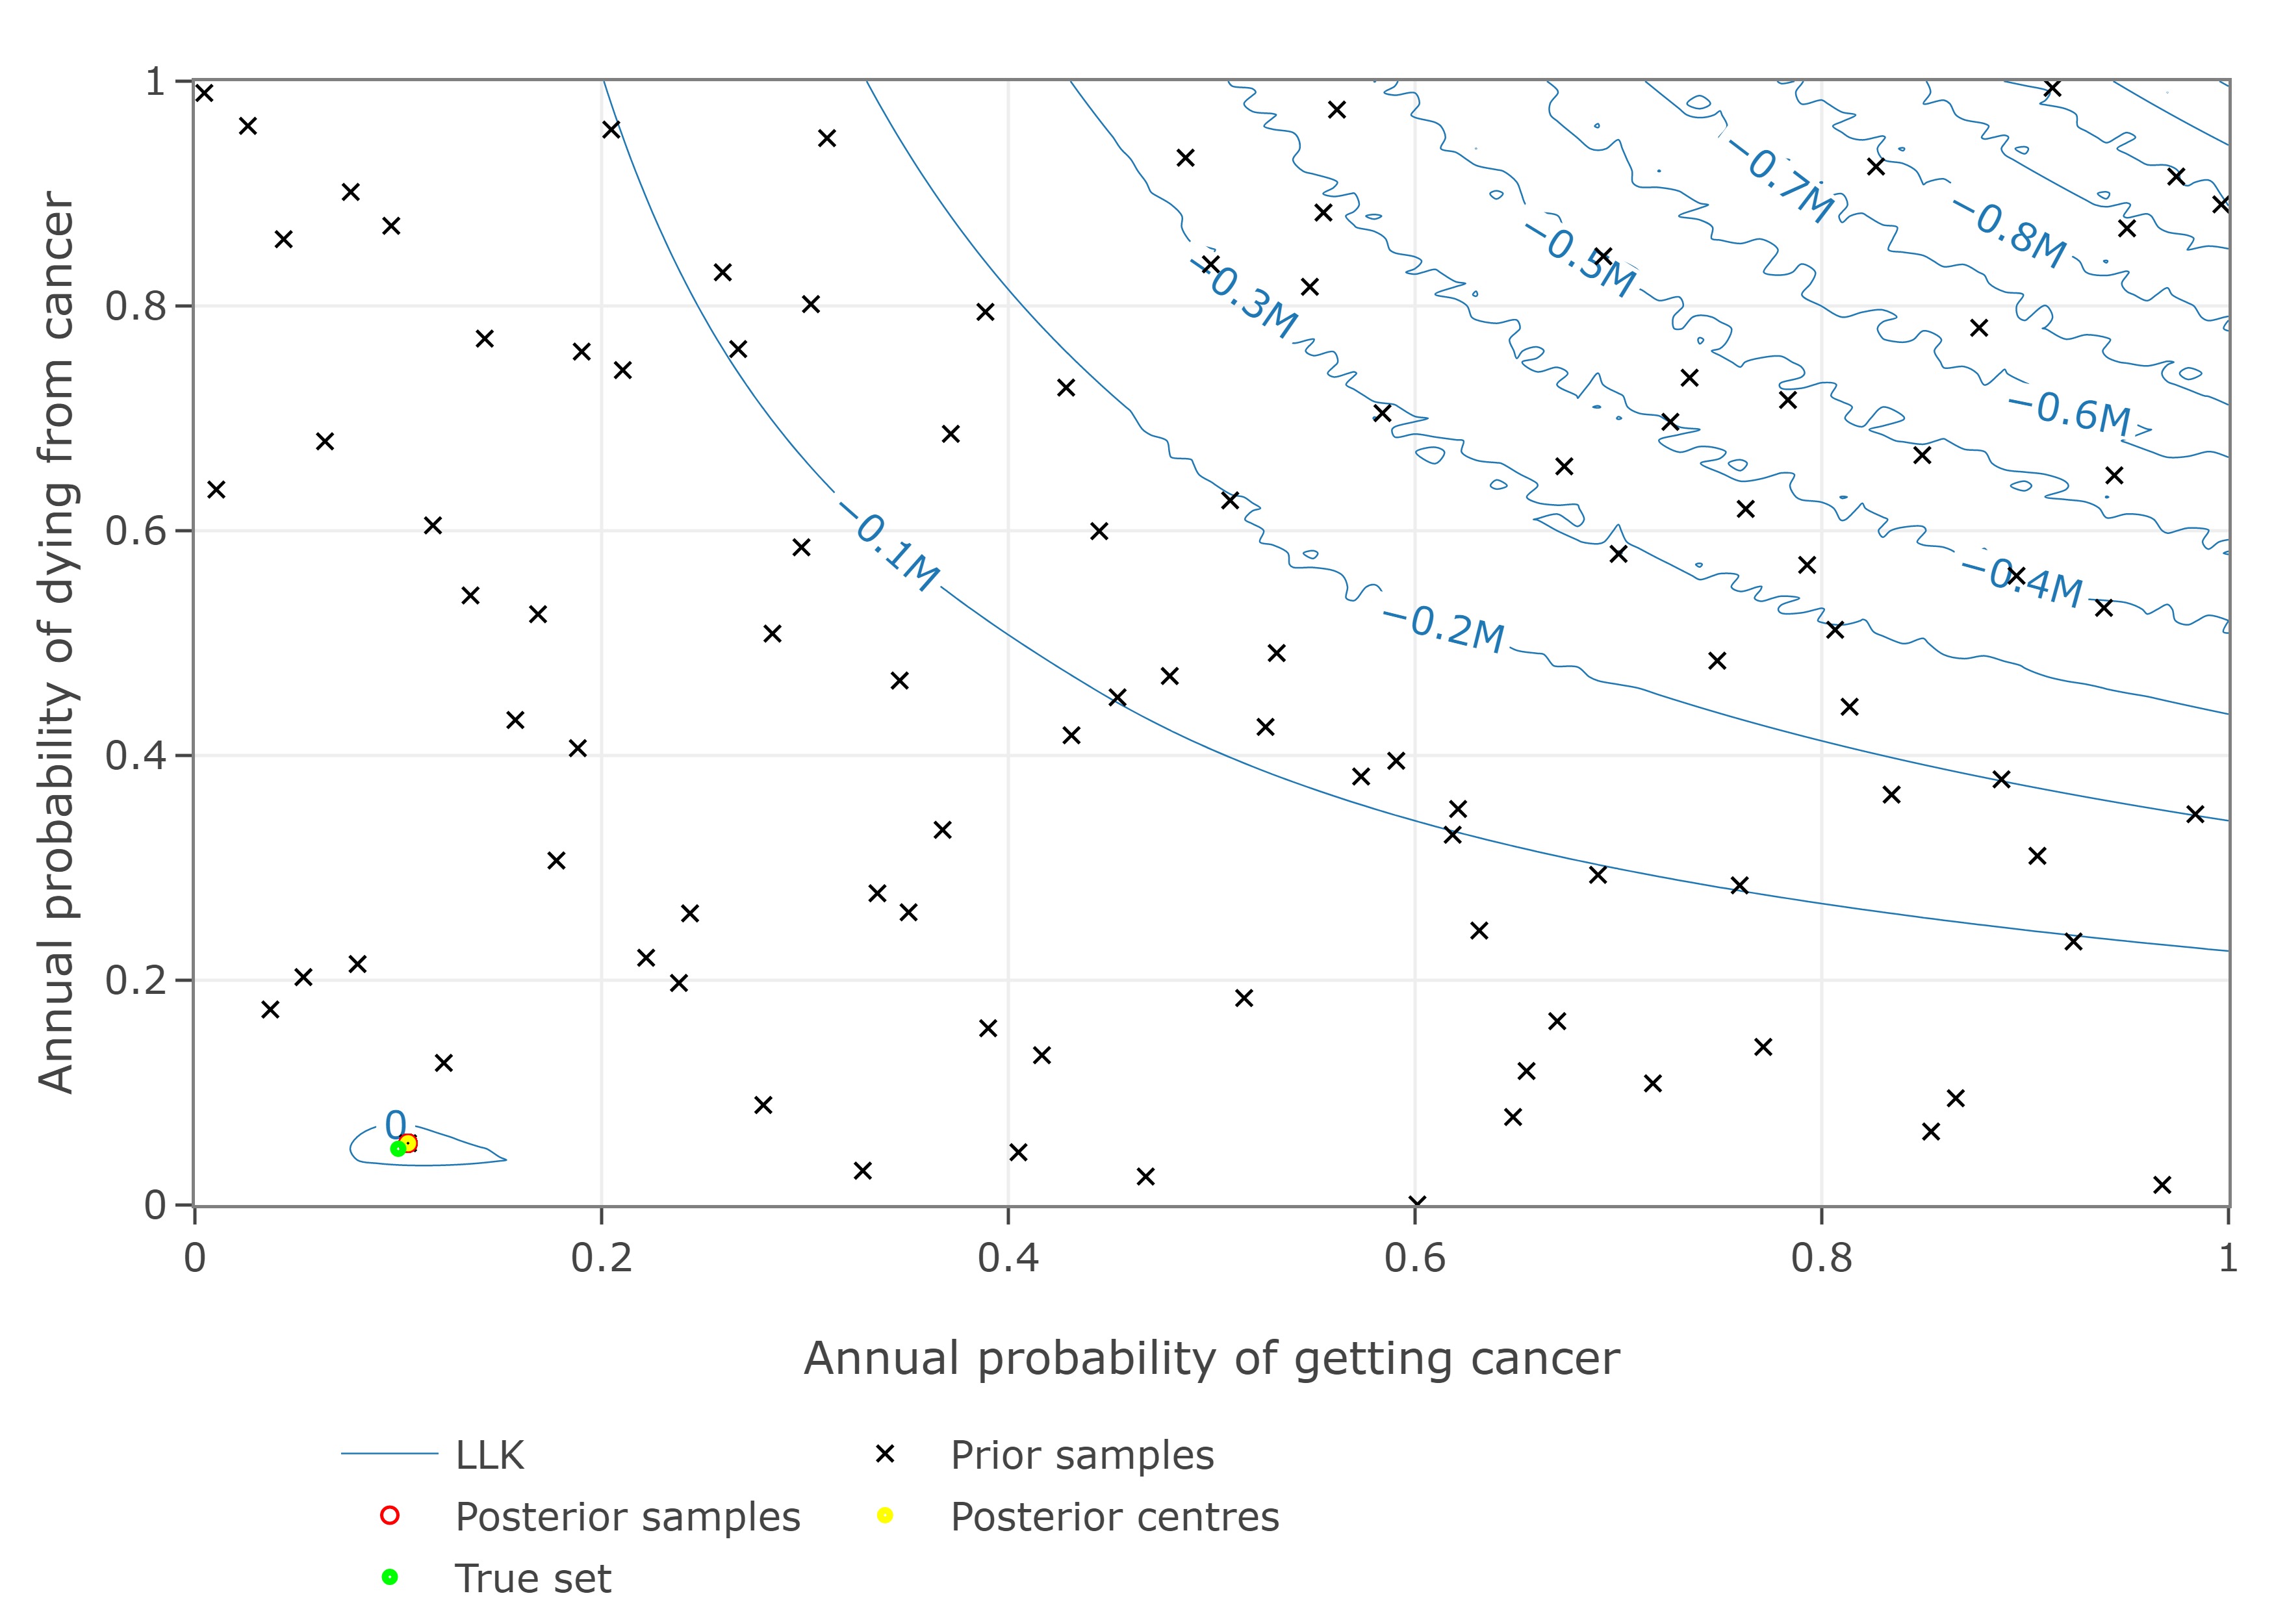 1
0.8
0.6
0.4
0.2
0
Annual probability of dying from cancer
−0.7M
−0.8M
−0.5M
−0.3M
−0.6M
−0.1M
−0.4M
−0.2M
0
0 0.2 0.4 0.6 0.8 1
Annual probability of getting cancer
LLK Prior samples
Posterior samples Posterior centres
True set